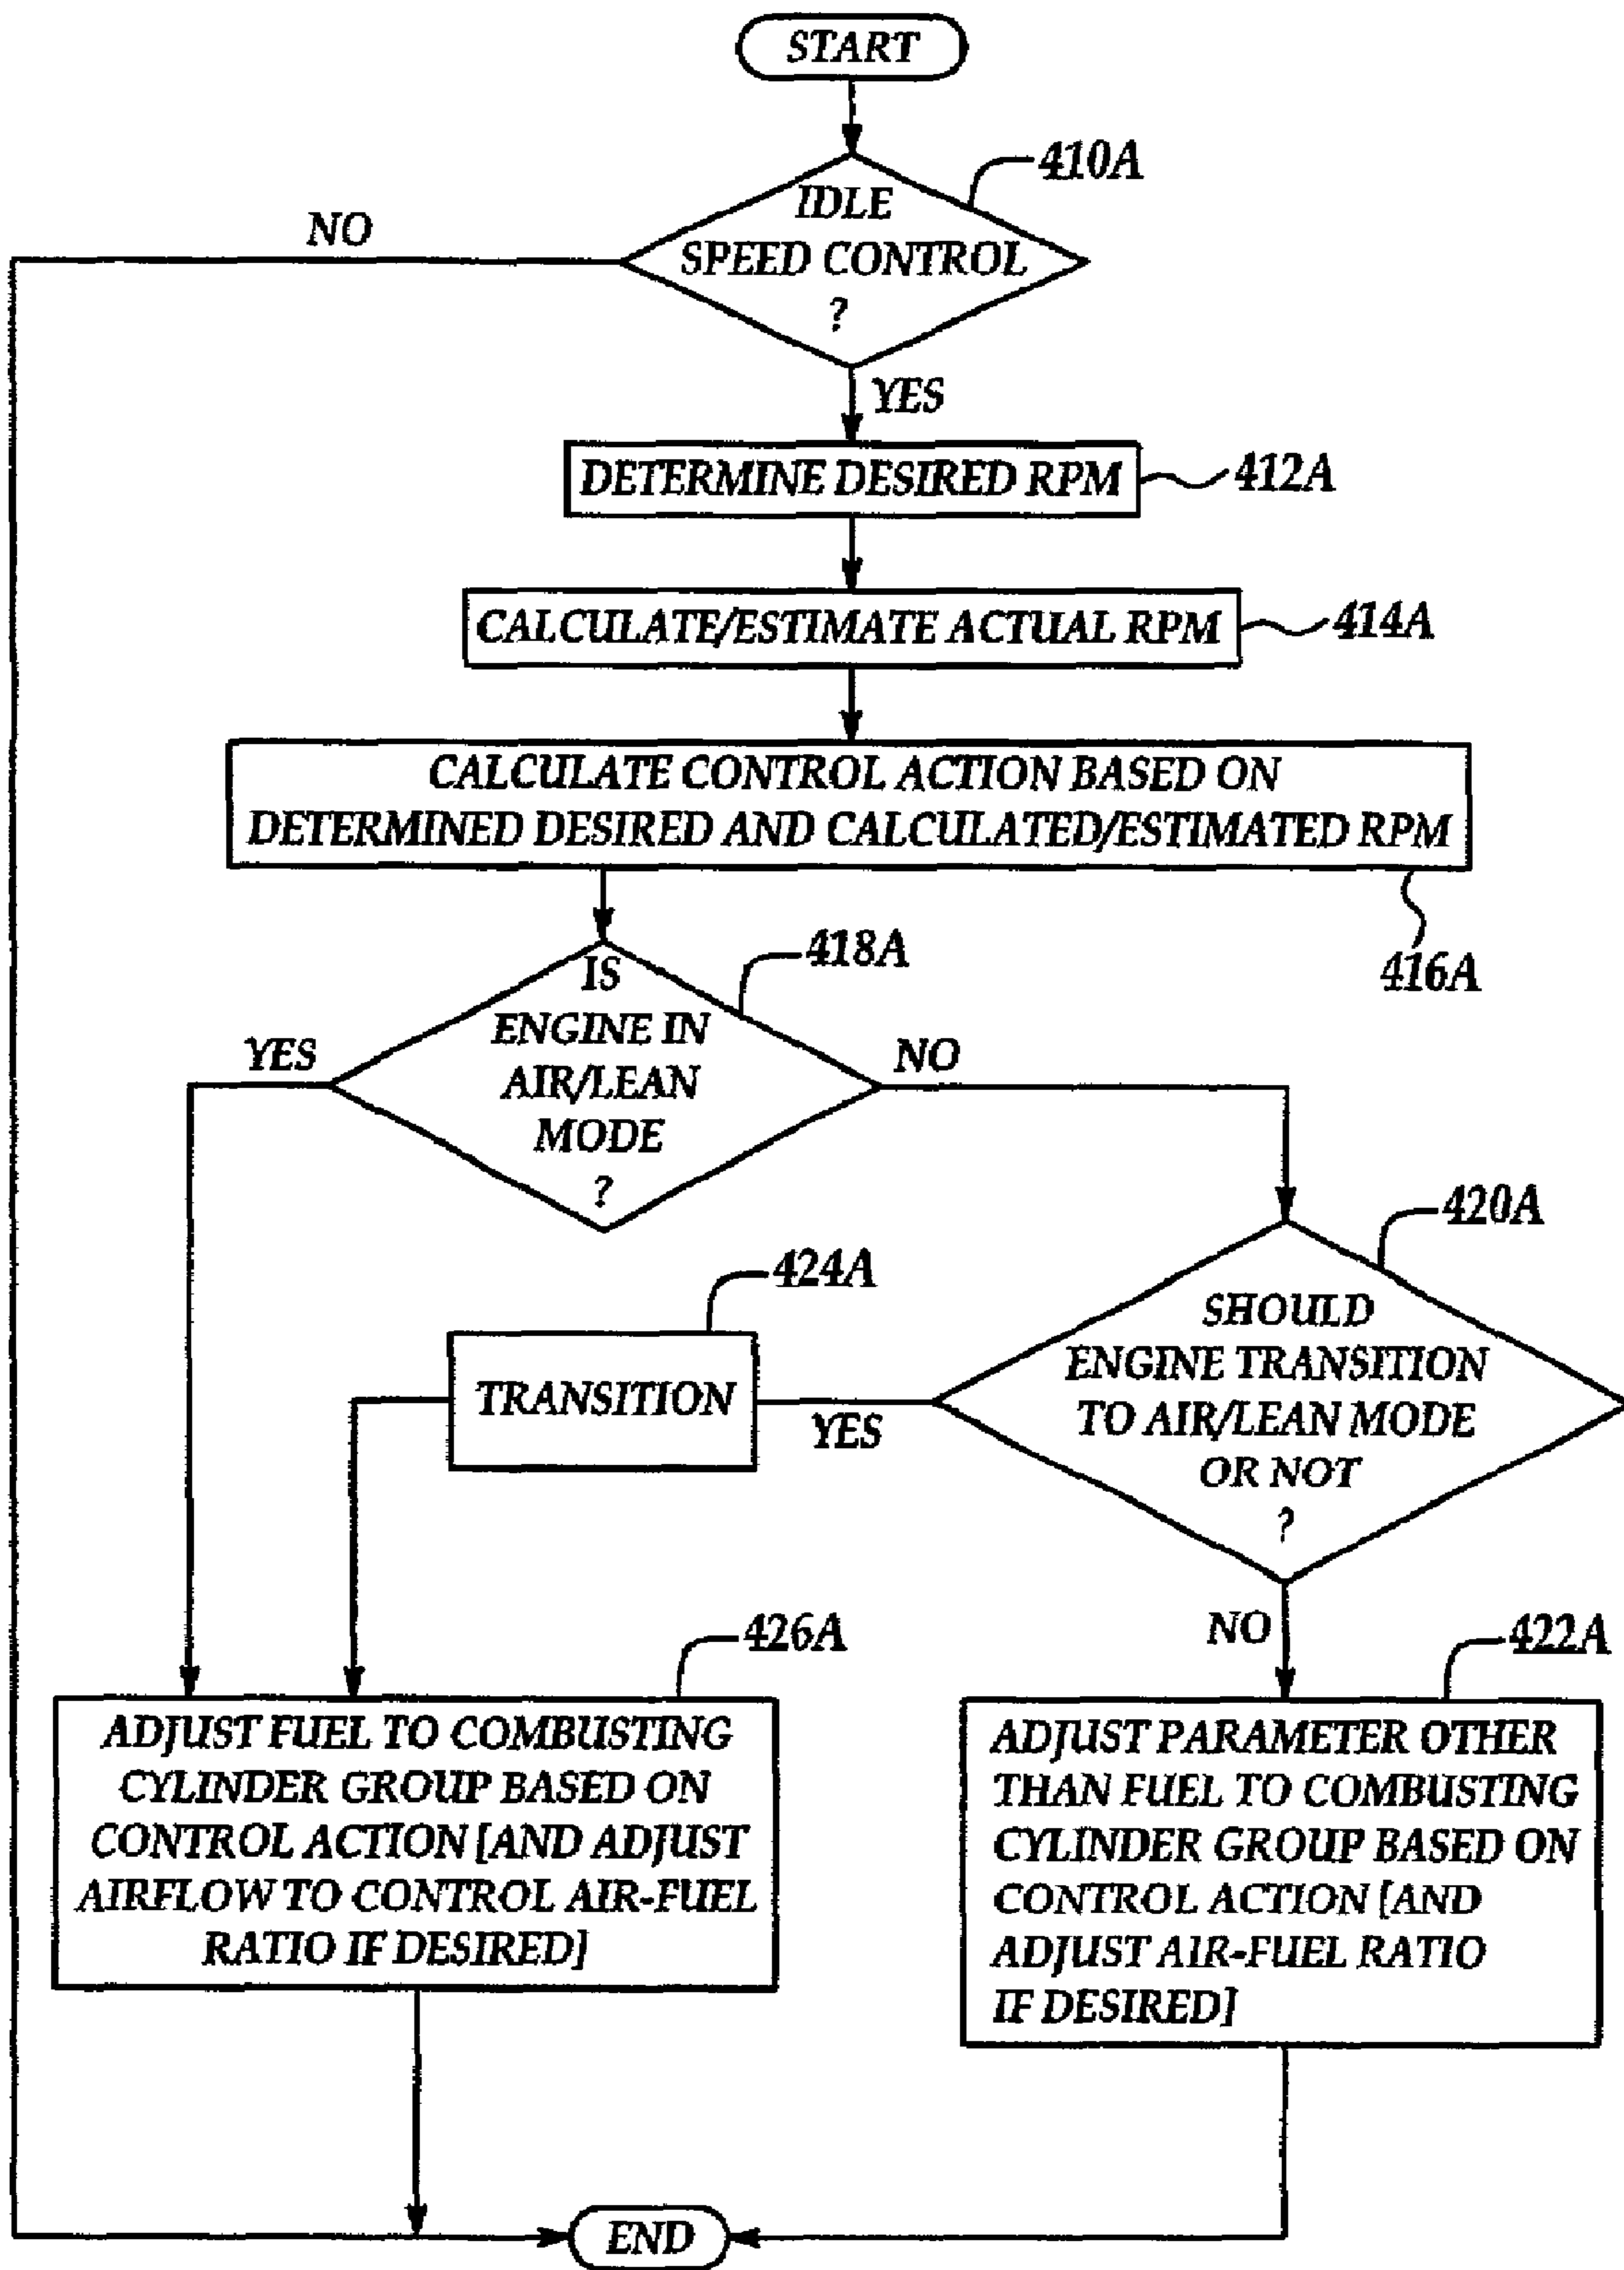 START
410A
IDLE
SPEED CONTROL
?
NO
YES
DETERMINE DESIRED RPM
412A
CALCULATE/ESTIMATE ACTUAL RPM
414A
CALCULATE CONTROL ACTION BASED ON
DETERMINED DESIRED AND CALCULATED/ESTIMATED RPM
416A
418A
IS
ENGINE IN
AIR/LEAN
MODE
?
YES
NO
420A
SHOULD
ENGINE TRANSITION
TO AIR/LEAN MODE
OR NOT
?
424A
TRANSITION
YES
NO
426A
ADJUST FUEL TO COMBUSTING
CYLINDER GROUP BASED ON
CONTROL ACTION [AND ADJUST
AIRFLOW TO CONTROL AIR-FUEL
RATIO IF DESIRED]
422A
ADJUST PARAMETER OTHER
THAN FUEL TO COMBUSTING
CYLINDER GROUP BASED ON
CONTROL ACTION [AND
ADJUST AIR-FUEL RATIO
IF DESIRED]
END